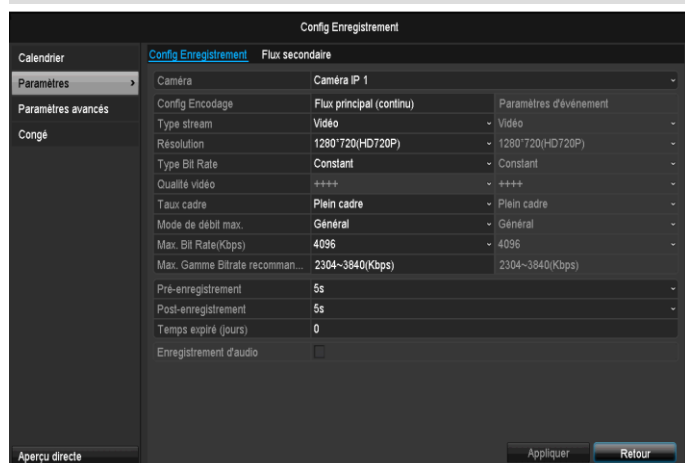 Config Enregistrement
Calendrier
Paramètres
Paramètres avancés
Congé
Aperçu directe
Config Enregistrement Flux secondaire
Caméra Caméra IP 1
Config Encodage Flux principal (continu) Paramètres d'événement
Type stream Vidéo Vidéo
Résolution 1280*720(HD720P) 1280*720(HD720P)
Type Bit Rate Constant Constant
Qualité vidéo ++++ ++++
Taux cadre Plein cadre Plein cadre
Mode de débit max. Général Général
Max. Bit Rate(Kbps) 4096 4096
Max. Gamme Bitrate recomman... 2304~3840(Kbps) 2304~3840(Kbps)
Pré-enregistrement 5s
Post-enregistrement 5s
Temps expiré (jours) 0
Enregistrement d'audio
Appliquer Retour